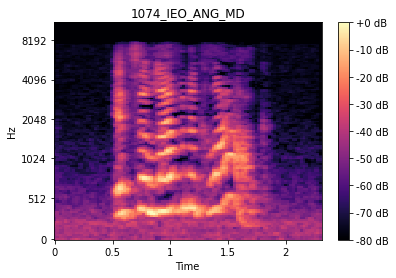 1074_IEO_ANG_MD
+0 dB
8192
-10 dB
4096
-20 dB
-30 dB
2048
-40 dB
Hz
1024
-50 dB
512
-60 dB
-70 dB
0
-80 dB
0 0.5 1 1.5 2
Time